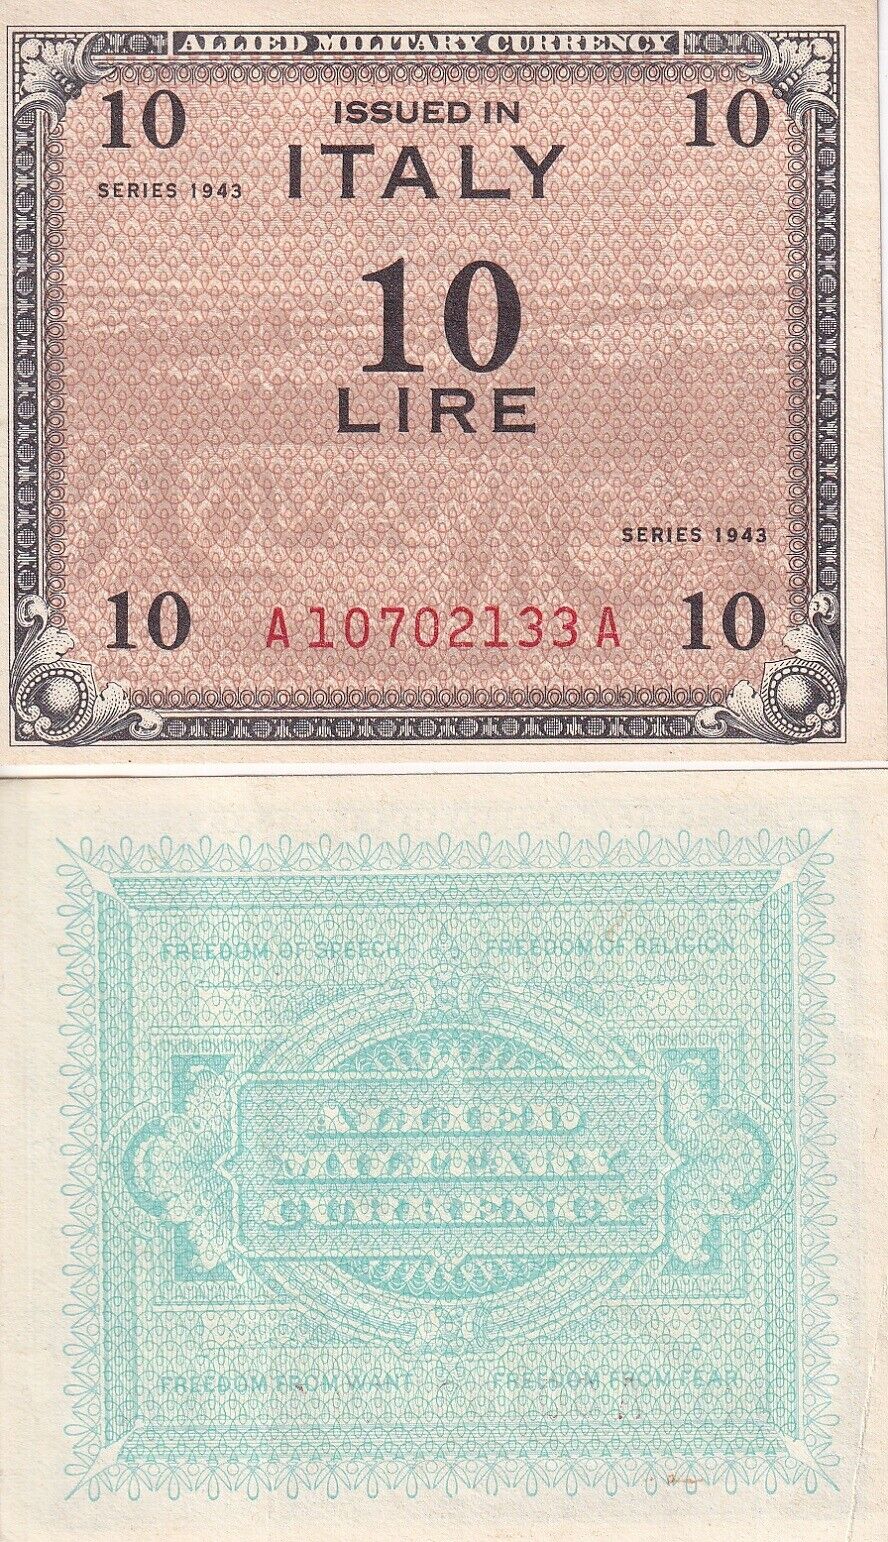 ALLIED MILITARY CURRENCY
10 ISSUED IN 10
SERIES 1943 ITALY
10
LIRE
SERIES 1943
10 A10702133A 10
FREEDOM OF SPEECH FREEDOM OF RELIGION
ALLIED
MILITARY
CURRENCY
FREEDOM FROM WANT FREEDOM FROM FEAR